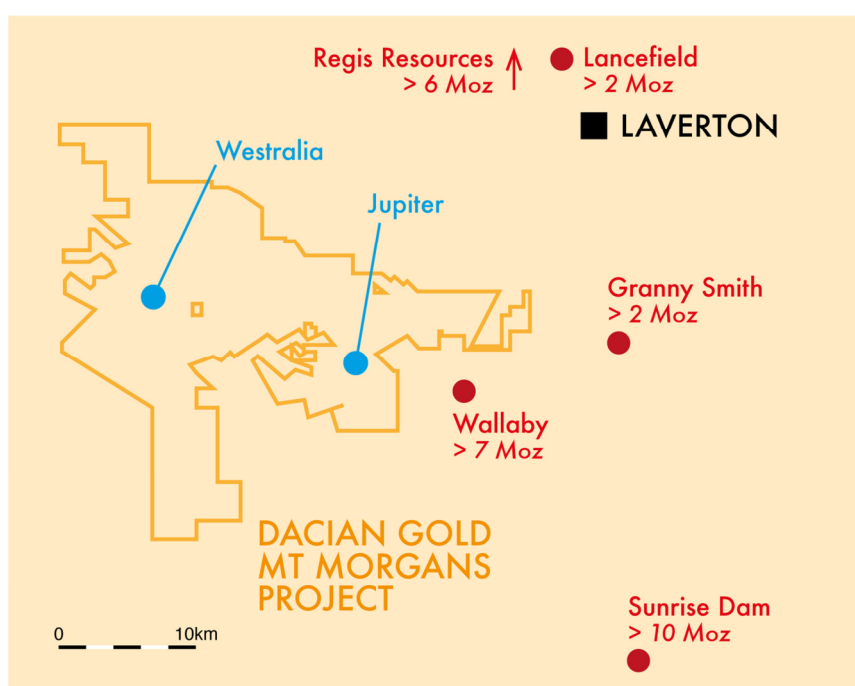 Regis Resources
> 6 Moz
Lancefield
> 2 Moz
LAVERTON
Westralia
Jupiter
Granny Smith
> 2 Moz
Wallaby
> 7 Moz
DACIAN GOLD
MT MORGANS
PROJECT
Sunrise Dam
> 10 Moz
0 10km